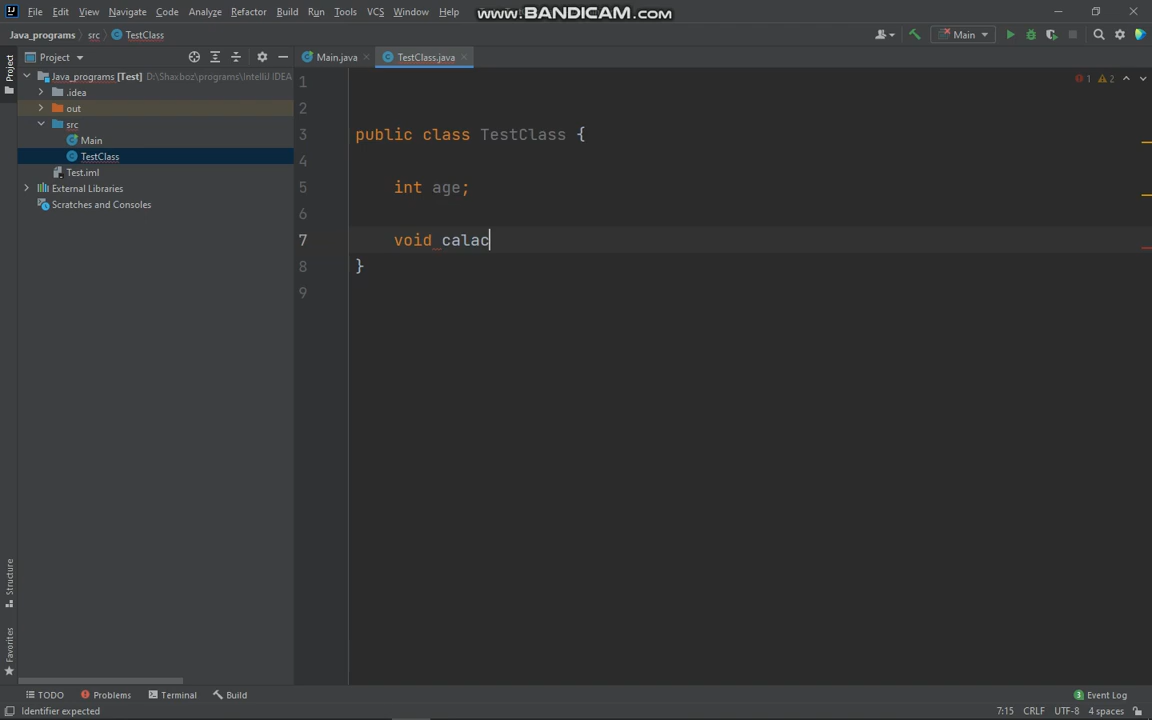 File Edit View Navigate Code Analyze Refactor Build Run Tools VCS Window Help
www.BANDICAM.com
Java_programs src TestClass
Main
Project
Main.java
TestClass.java
Java_programs [Test] D:\Shaxboz\programs\IntelliJ IDEA
.idea
out
src
Main
TestClass
Test.iml
External Libraries
Scratches and Consoles
1
2
3 public class TestClass {
4
5 int age;
6
7 void calac
8 }
9
1 2
Project
Structure
Favorites
TODO Problems Terminal Build
3 Event Log
Identifier expected
7:15 CRLF UTF-8 4 spaces